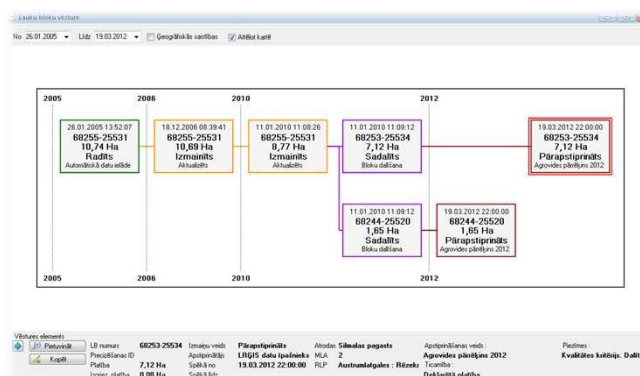 Lauku bloku vēsture
No 26.01.2005 Līdz 19.03.2012 Ģeogrāfiskās saistības Attēlot kartē
2005 2006 2010 2012
26.01.2005 13:52:07
68255-25531
10,74 Ha
Radīts
Automātiskā datu ielāde
18.12.2006 08:39:41
68255-25531
10,69 Ha
Izmainīts
Aktualizēts
11.01.2010 11:08:26
68255-25531
8,77 Ha
Izmainīts
Aktualizēts
11.01.2010 11:09:12
68253-25534
7,12 Ha
Sadalīts
Bloku dalīšana
19.03.2012 22:00:00
68253-25534
7,12 Ha
Pārapstiprināts
Agrovides pārrēķins 2012
11.01.2010 11:09:12
68244-25520
1,65 Ha
Sadalīts
Bloku dalīšana
19.03.2012 22:00:00
68244-25520
1,65 Ha
Pārapstiprināts
Agrovides pārrēķins 2012
2005 2006 2010 2012
Vēstures elements
Pietuvināt LB numurs 68253-25534 Izmaiņu veids Pārapstiprināts Atrodas Silmalas pagasts Apstiprināšanas veids : Piezīmes :
Kopēt Precizēšanas ID Apstiprinātājs LRĢIS datu īpašnieks MLA 2 Agrovides pārrēķins 2012 Kvalitātes kritērijs.
Platība 7,12 Ha Spēkā no 19.03.2012 22:00:00 RLP Austrumlatgales : Ticamība :
Spēkā līdz Deklarētā platība